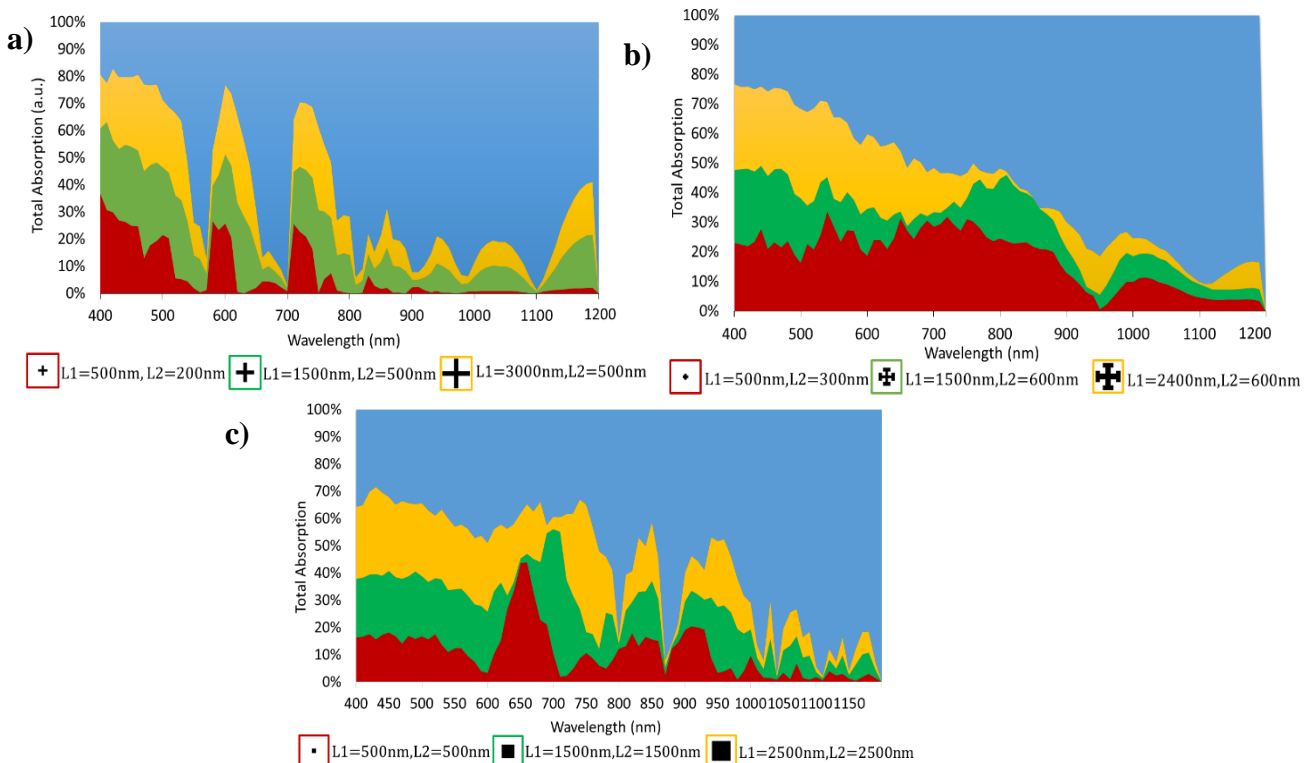 a)
Total Absorption (a.u.)
100%
90%
80%
70%
60%
50%
40%
30%
20%
10%
0%
400 500 600 700 800 900 1000 1100 1200
Wavelength (nm)
L1=500nm, L2=200nm L1=1500nm, L2=500nm L1=3000nm,L2=500nm
b)
Total Absorption
100%
90%
80%
70%
60%
50%
40%
30%
20%
10%
0%
400 500 600 700 800 900 1000 1100 1200
Wavelength (nm)
L1=500nm,L2=300nm L1=1500nm,L2=600nm L1=2400nm,L2=600nm
c)
Total Absorption
100%
90%
80%
70%
60%
50%
40%
30%
20%
10%
0%
400 450 500 550 600 650 700 750 800 850 900 950 1000 1050 1100 1150
Wavelength (nm)
L1=500nm,L2=500nm L1=1500nm,L2=1500nm L1=2500nm,L2=2500nm